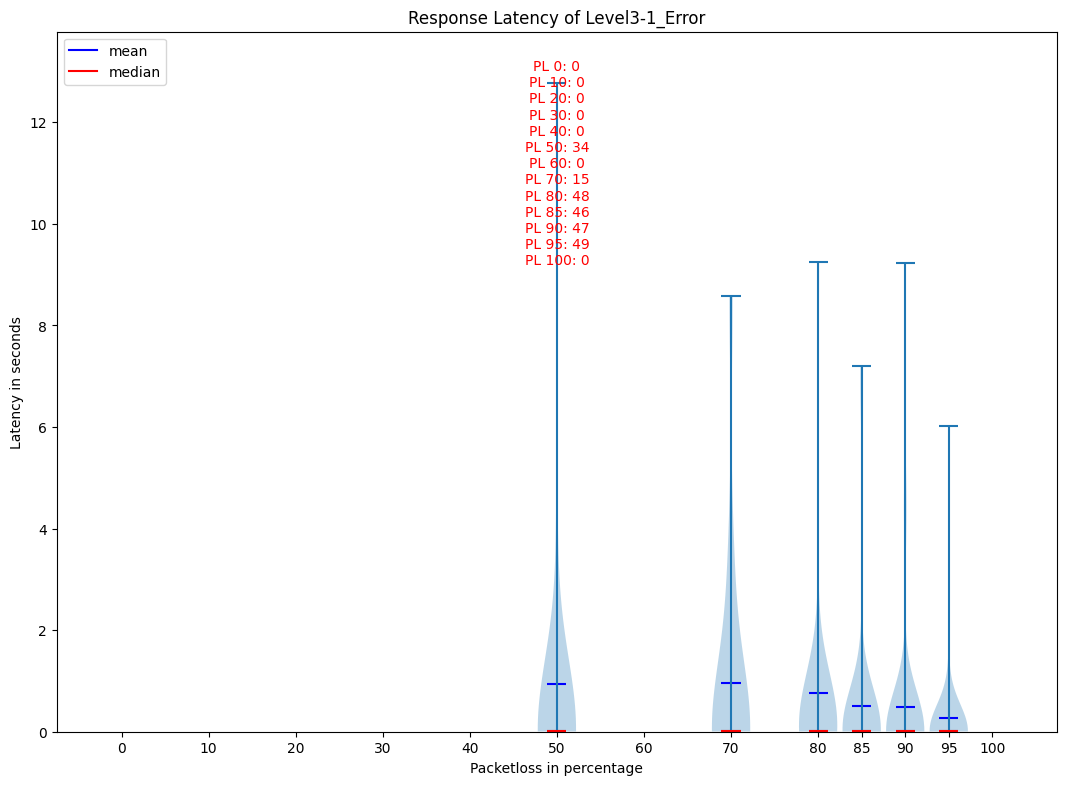 Response Latency of Level3-1_Error
mean
median
PL 0: 0
PL 10: 0
PL 20: 0
PL 30: 0
PL 40: 0
PL 50: 34
PL 60: 0
PL 70: 15
PL 80: 48
PL 85: 46
PL 90: 47
PL 95: 49
PL 100: 0
12
10
8
6
4
2
0
Latency in seconds
0 10 20 30 40 50 60 70 80 85 90 95 100
Packetloss in percentage